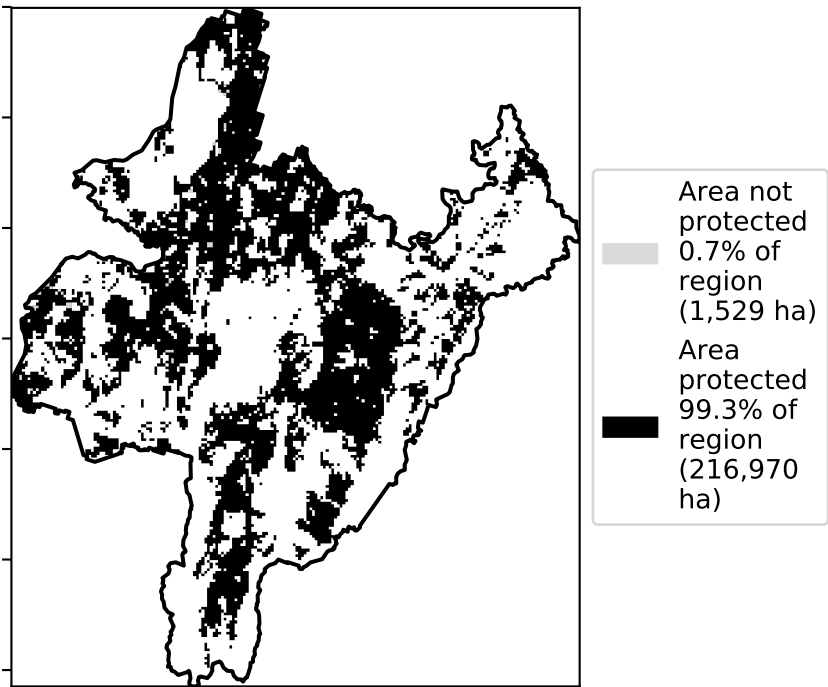 Area not
protected
0.7% of
region
(1,529 ha)
Area
protected
99.3% of
region
(216,970
ha)